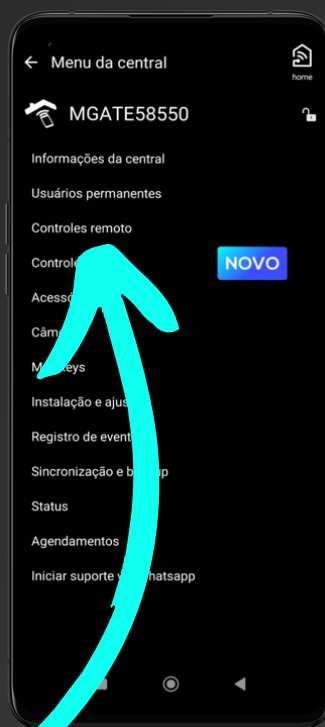 Menu da central
home
MGATE58550
Informações da central
Usuários permanentes
Controles remoto
NOVO
Instalação e
Registro de
Sincronização e
Status
Agendamentos
Iniciar suporte